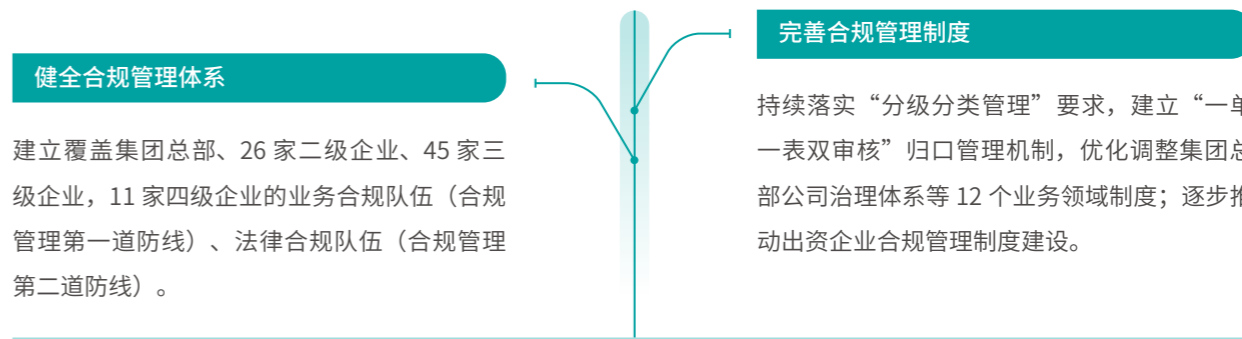 健全合规管理体系
建立覆盖集团总部、26 家二级企业、45 家三
级企业，11 家四级企业的业务合规队伍（合规
管理第一道防线）、法律合规队伍（合规管理
第二道防线）。
完善合规管理制度
持续落实“分级分类管理”要求，建立“一单
一表双审核”归口管理机制，优化调整集团总
部公司治理体系等 12 个业务领域制度；逐步推
动出资企业合规管理制度建设。